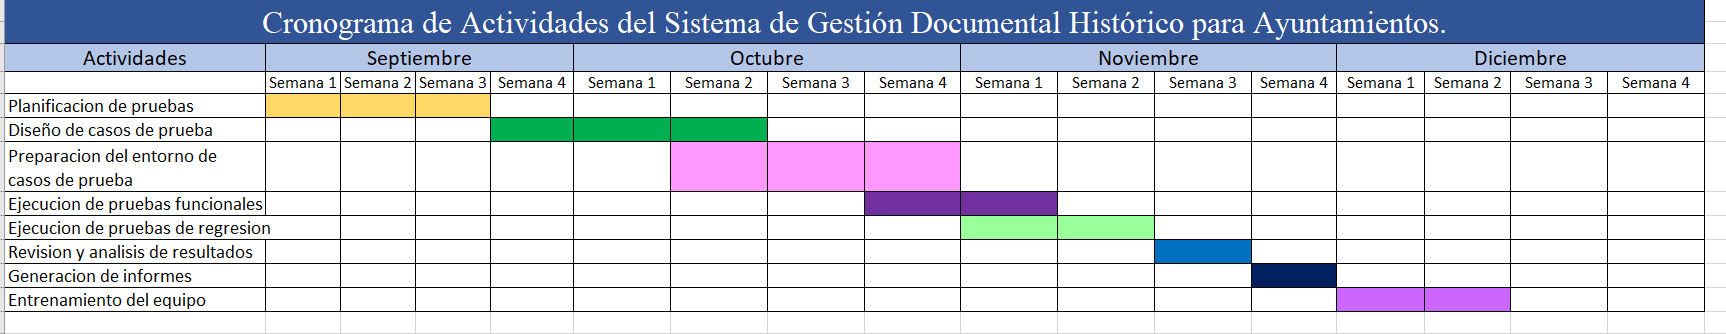 Cronograma de Actividades del Sistema de Gestión Documental Histórico para Ayuntamientos.
Actividades Septiembre Octubre Noviembre Diciembre
Semana 1 Semana 2 Semana 3 Semana 4 Semana 1 Semana 2 Semana 3 Semana 4 Semana 1 Semana 2 Semana 3 Semana 4 Semana 1 Semana 2 Semana 3 Semana 4
Planificacion de pruebas
Diseño de casos de prueba
Preparacion del entorno de
casos de prueba
Ejecucion de pruebas funcionales
Ejecucion de pruebas de regresion
Revision y analisis de resultados
Generacion de informes
Entrenamiento del equipo